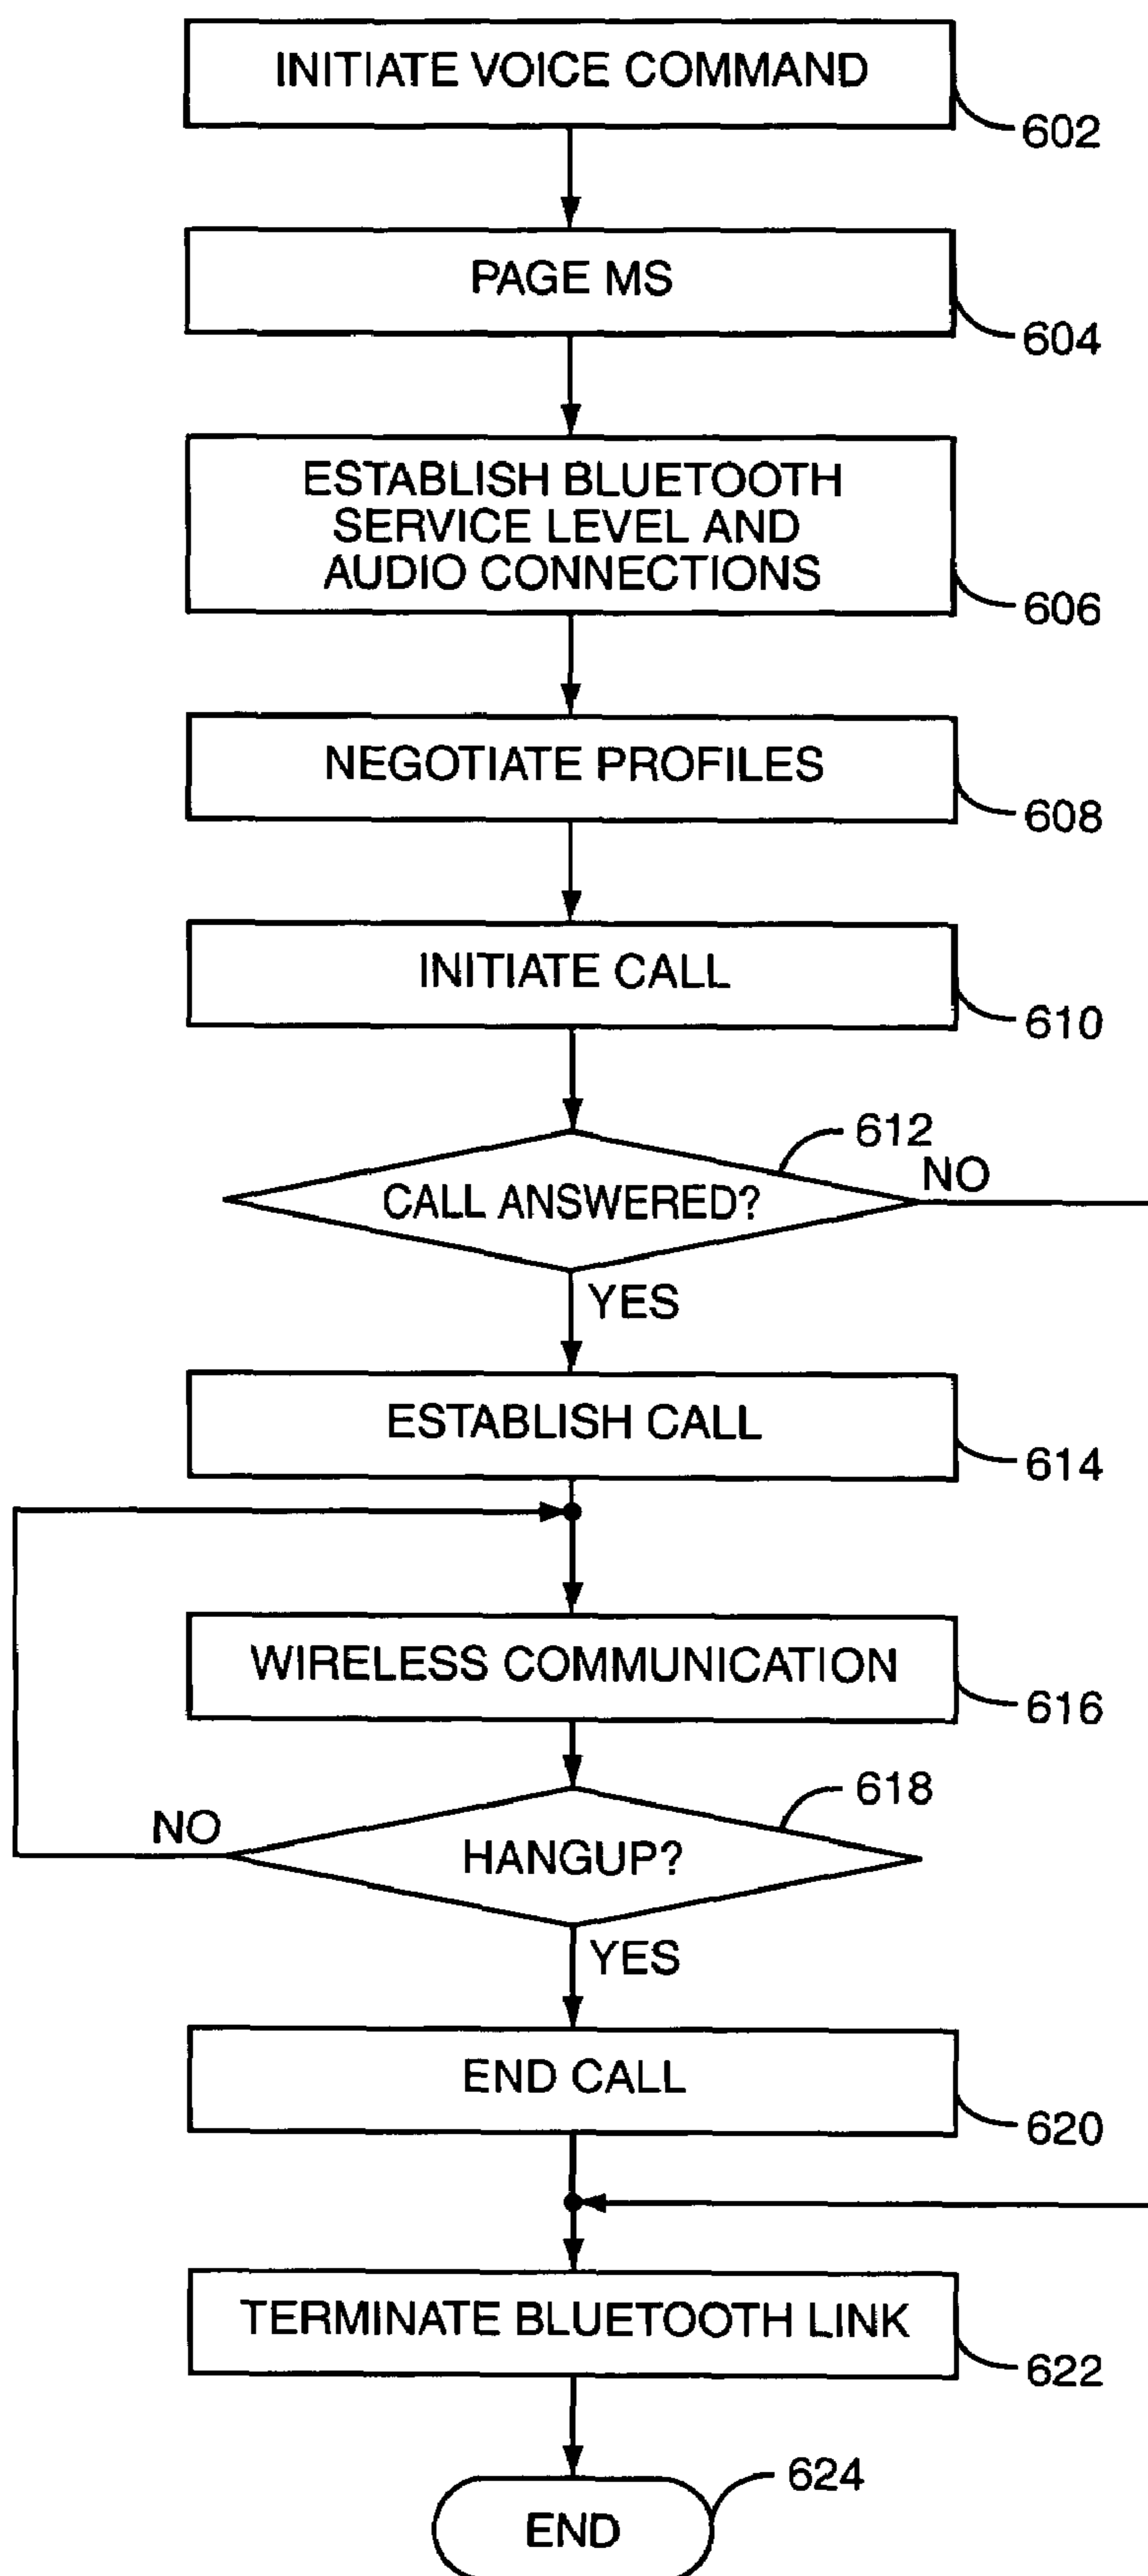 INITIATE VOICE COMMAND
602
PAGE MS
604
ESTABLISH BLUETOOTH
SERVICE LEVEL AND
AUDIO CONNECTIONS
606
NEGOTIATE PROFILES
608
INITIATE CALL
610
612
NO
CALL ANSWERED?
YES
ESTABLISH CALL
614
WIRELESS COMMUNICATION
616
618
NO
HANGUP?
YES
END CALL
620
TERMINATE BLUETOOTH LINK
622
624
END